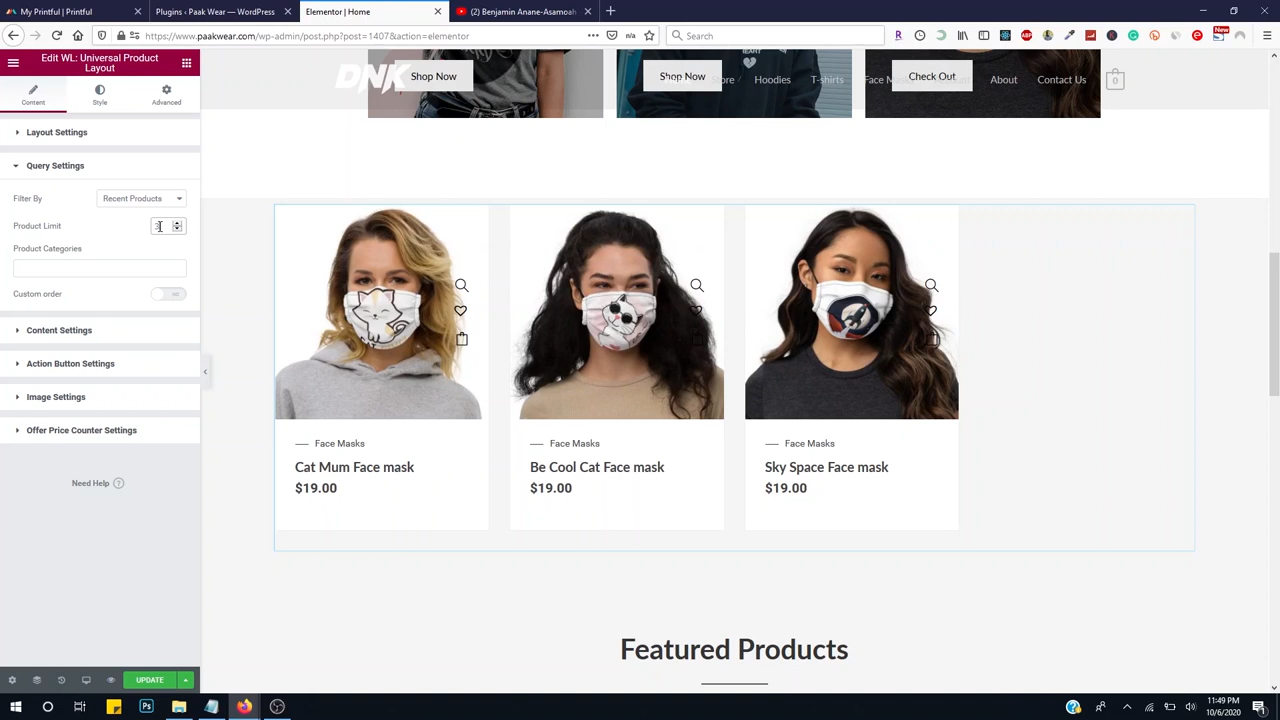 My Printful | Printful
Plugins ‹ Paak Wear — WordPress
Elementor | Home
(2) Benjamin Anane-Asamoah
https://www.paakwear.com/wp-admin/post.php?post=1407&action=elementor
Search
New
Edit WL: Universal Product
Layout
Content
Style
Advanced
Layout Settings
Query Settings
Filter By
Recent Products
Product Limit
Product Categories
Custom order
NO
Content Settings
Action Button Settings
Image Settings
Offer Price Counter Settings
Need Help
UPDATE
DNK
Shop Now
Shop Now
Hoodies
T-shirts
Check Out
About
Contact Us
0
Face Masks
Cat Mum Face mask
$19.00
Face Masks
Be Cool Cat Face mask
$19.00
Face Masks
Sky Space Face mask
$19.00
Featured Products
11:49 PM
10/6/2020